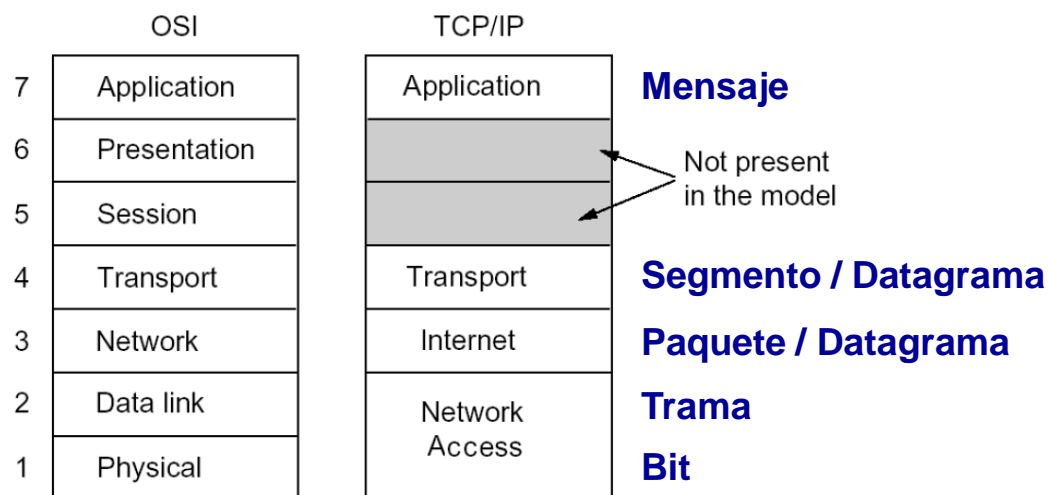 OSI TCP/IP
7 Application Application Mensaje
6 Presentation
Not present
in the model
5 Session
4 Transport Transport Segmento / Datagrama
3 Network Internet Paquete / Datagrama
2 Data link Network Trama
Access
1 Physical Bit